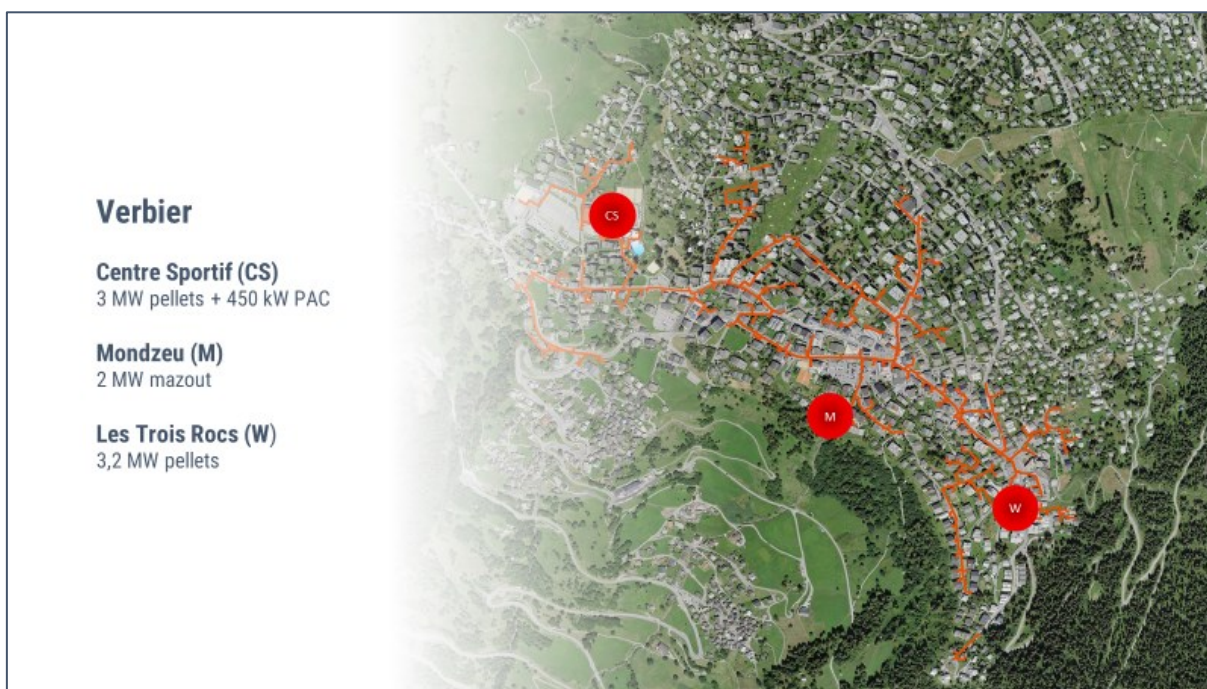 Verbier
Centre Sportif (CS)
3 MW pellets + 450 kW PAC
Mondzeu (M)
2 MW mazout
Les Trois Rocs (W)
3,2 MW pellets
CS
M
W